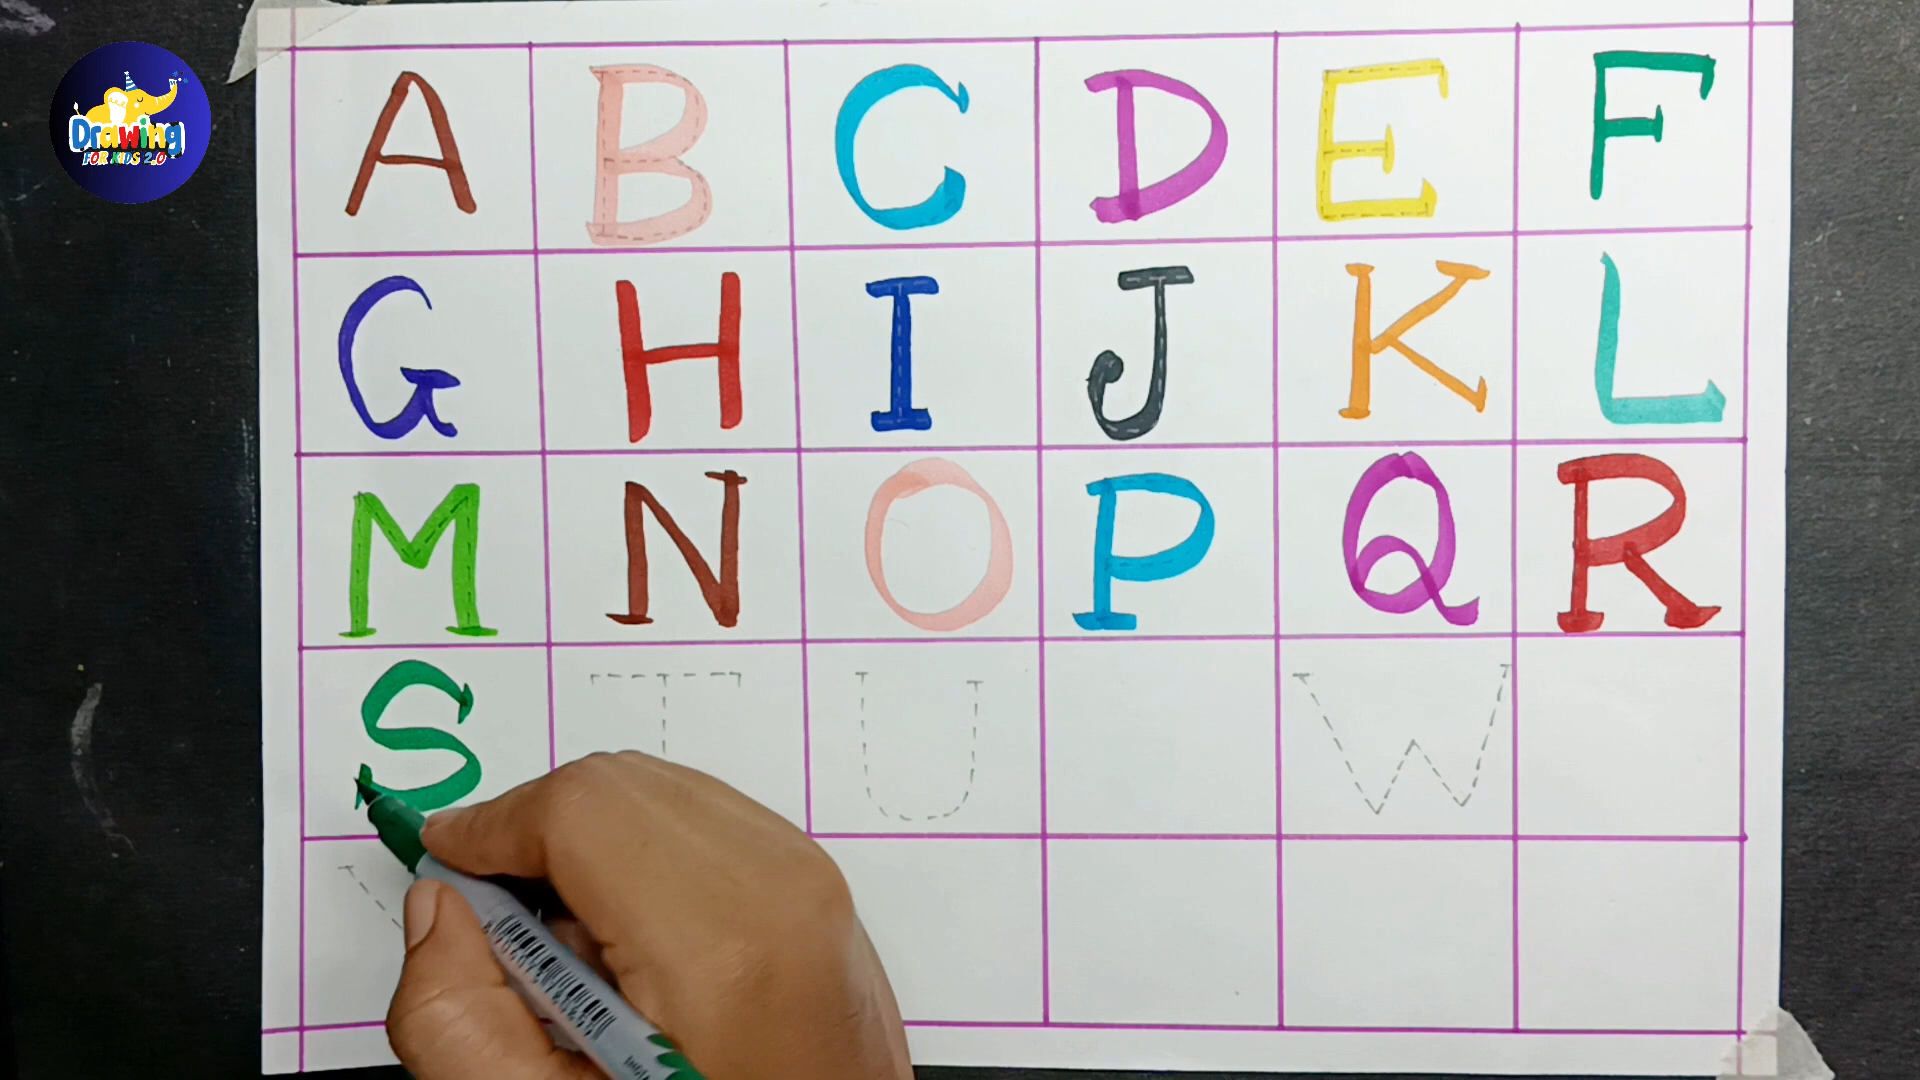 Drawing
FOR KIDS 2.0
A B C D E F
G H I J K L
M N O P Q R
S T U W